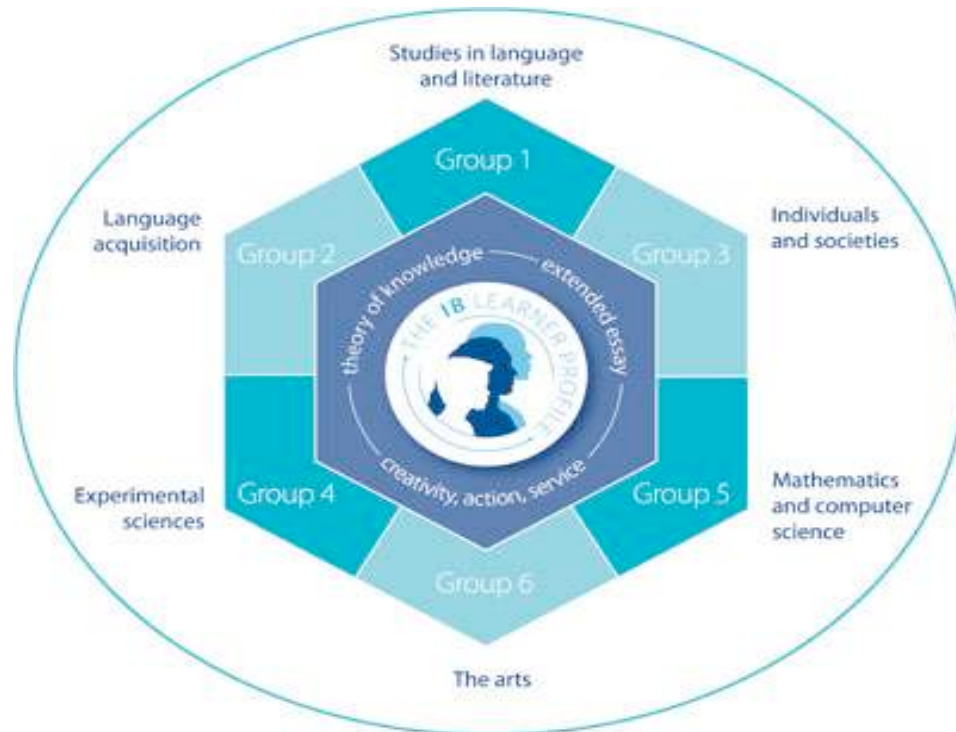 Studies in language
and literature
Group 1
Language
acquisition
Group 2
Group 3
Individuals
and societies
theory of knowledge
extended essay
THE IB LEARNER PROFILE
creativity, action, service
Experimental
sciences
Group 4
Group 5
Mathematics
and computer
science
Group 6
The arts